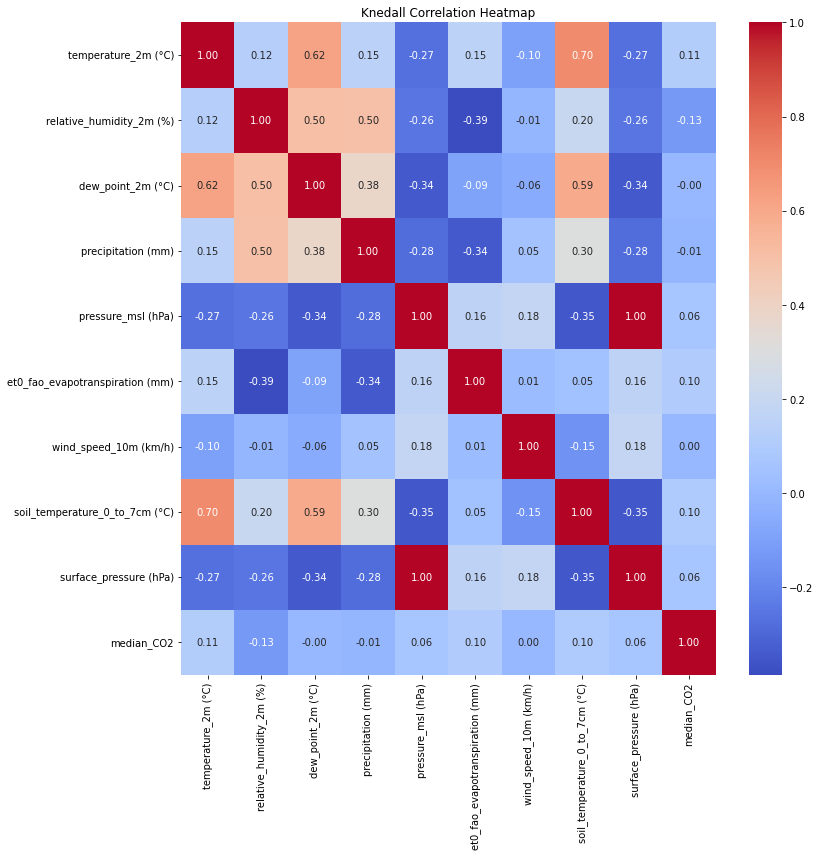 Knedall Correlation Heatmap
temperature_2m (°C) 1.00 0.12 0.62 0.15 -0.27 0.15 -0.10 0.70 -0.27 0.11
relative_humidity_2m (%) 0.12 1.00 0.50 0.50 -0.26 -0.39 -0.01 0.20 -0.26 -0.13
dew_point_2m (°C) 0.62 0.50 1.00 0.38 -0.34 -0.09 -0.06 0.59 -0.34 -0.00
precipitation (mm) 0.15 0.50 0.38 1.00 -0.28 -0.34 0.05 0.30 -0.28 -0.01
pressure_msl (hPa) -0.27 -0.26 -0.34 -0.28 1.00 0.16 0.18 -0.35 1.00 0.06
et0_fao_evapotranspiration (mm) 0.15 -0.39 -0.09 -0.34 0.16 1.00 0.01 0.05 0.16 0.10
wind_speed_10m (km/h) -0.10 -0.01 -0.06 0.05 0.18 0.01 1.00 -0.15 0.18 0.00
soil_temperature_0_to_7cm (°C) 0.70 0.20 0.59 0.30 -0.35 0.05 -0.15 1.00 -0.35 0.10
surface_pressure (hPa) -0.27 -0.26 -0.34 -0.28 1.00 0.16 0.18 -0.35 1.00 0.06
median_CO2 0.11 -0.13 -0.00 -0.01 0.06 0.10 0.00 0.10 0.06 1.00
temperature_2m (°C)
relative_humidity_2m (%)
dew_point_2m (°C)
precipitation (mm)
pressure_msl (hPa)
et0_fao_evapotranspiration (mm)
wind_speed_10m (km/h)
soil_temperature_0_to_7cm (°C)
surface_pressure (hPa)
median_CO2
1.0
0.8
0.6
0.4
0.2
0.0
−0.2